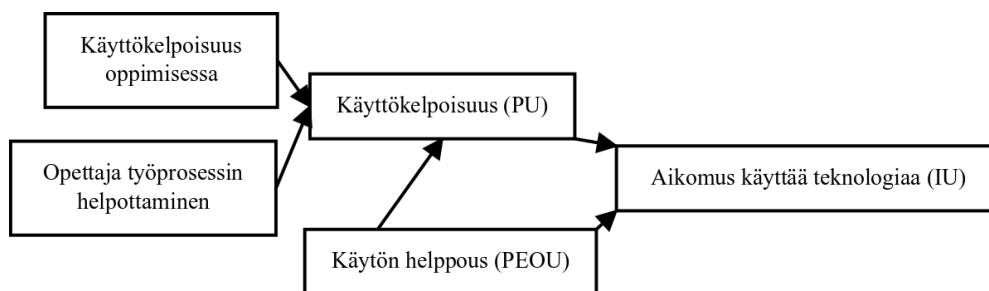 Käyttökelpoisuus
oppimisessa
Käyttökelpoisuus (PU)
Opettaja työprosessin
helpottaminen
Aikomus käyttää teknologiaa (IU)
Käytön helppous (PEOU)